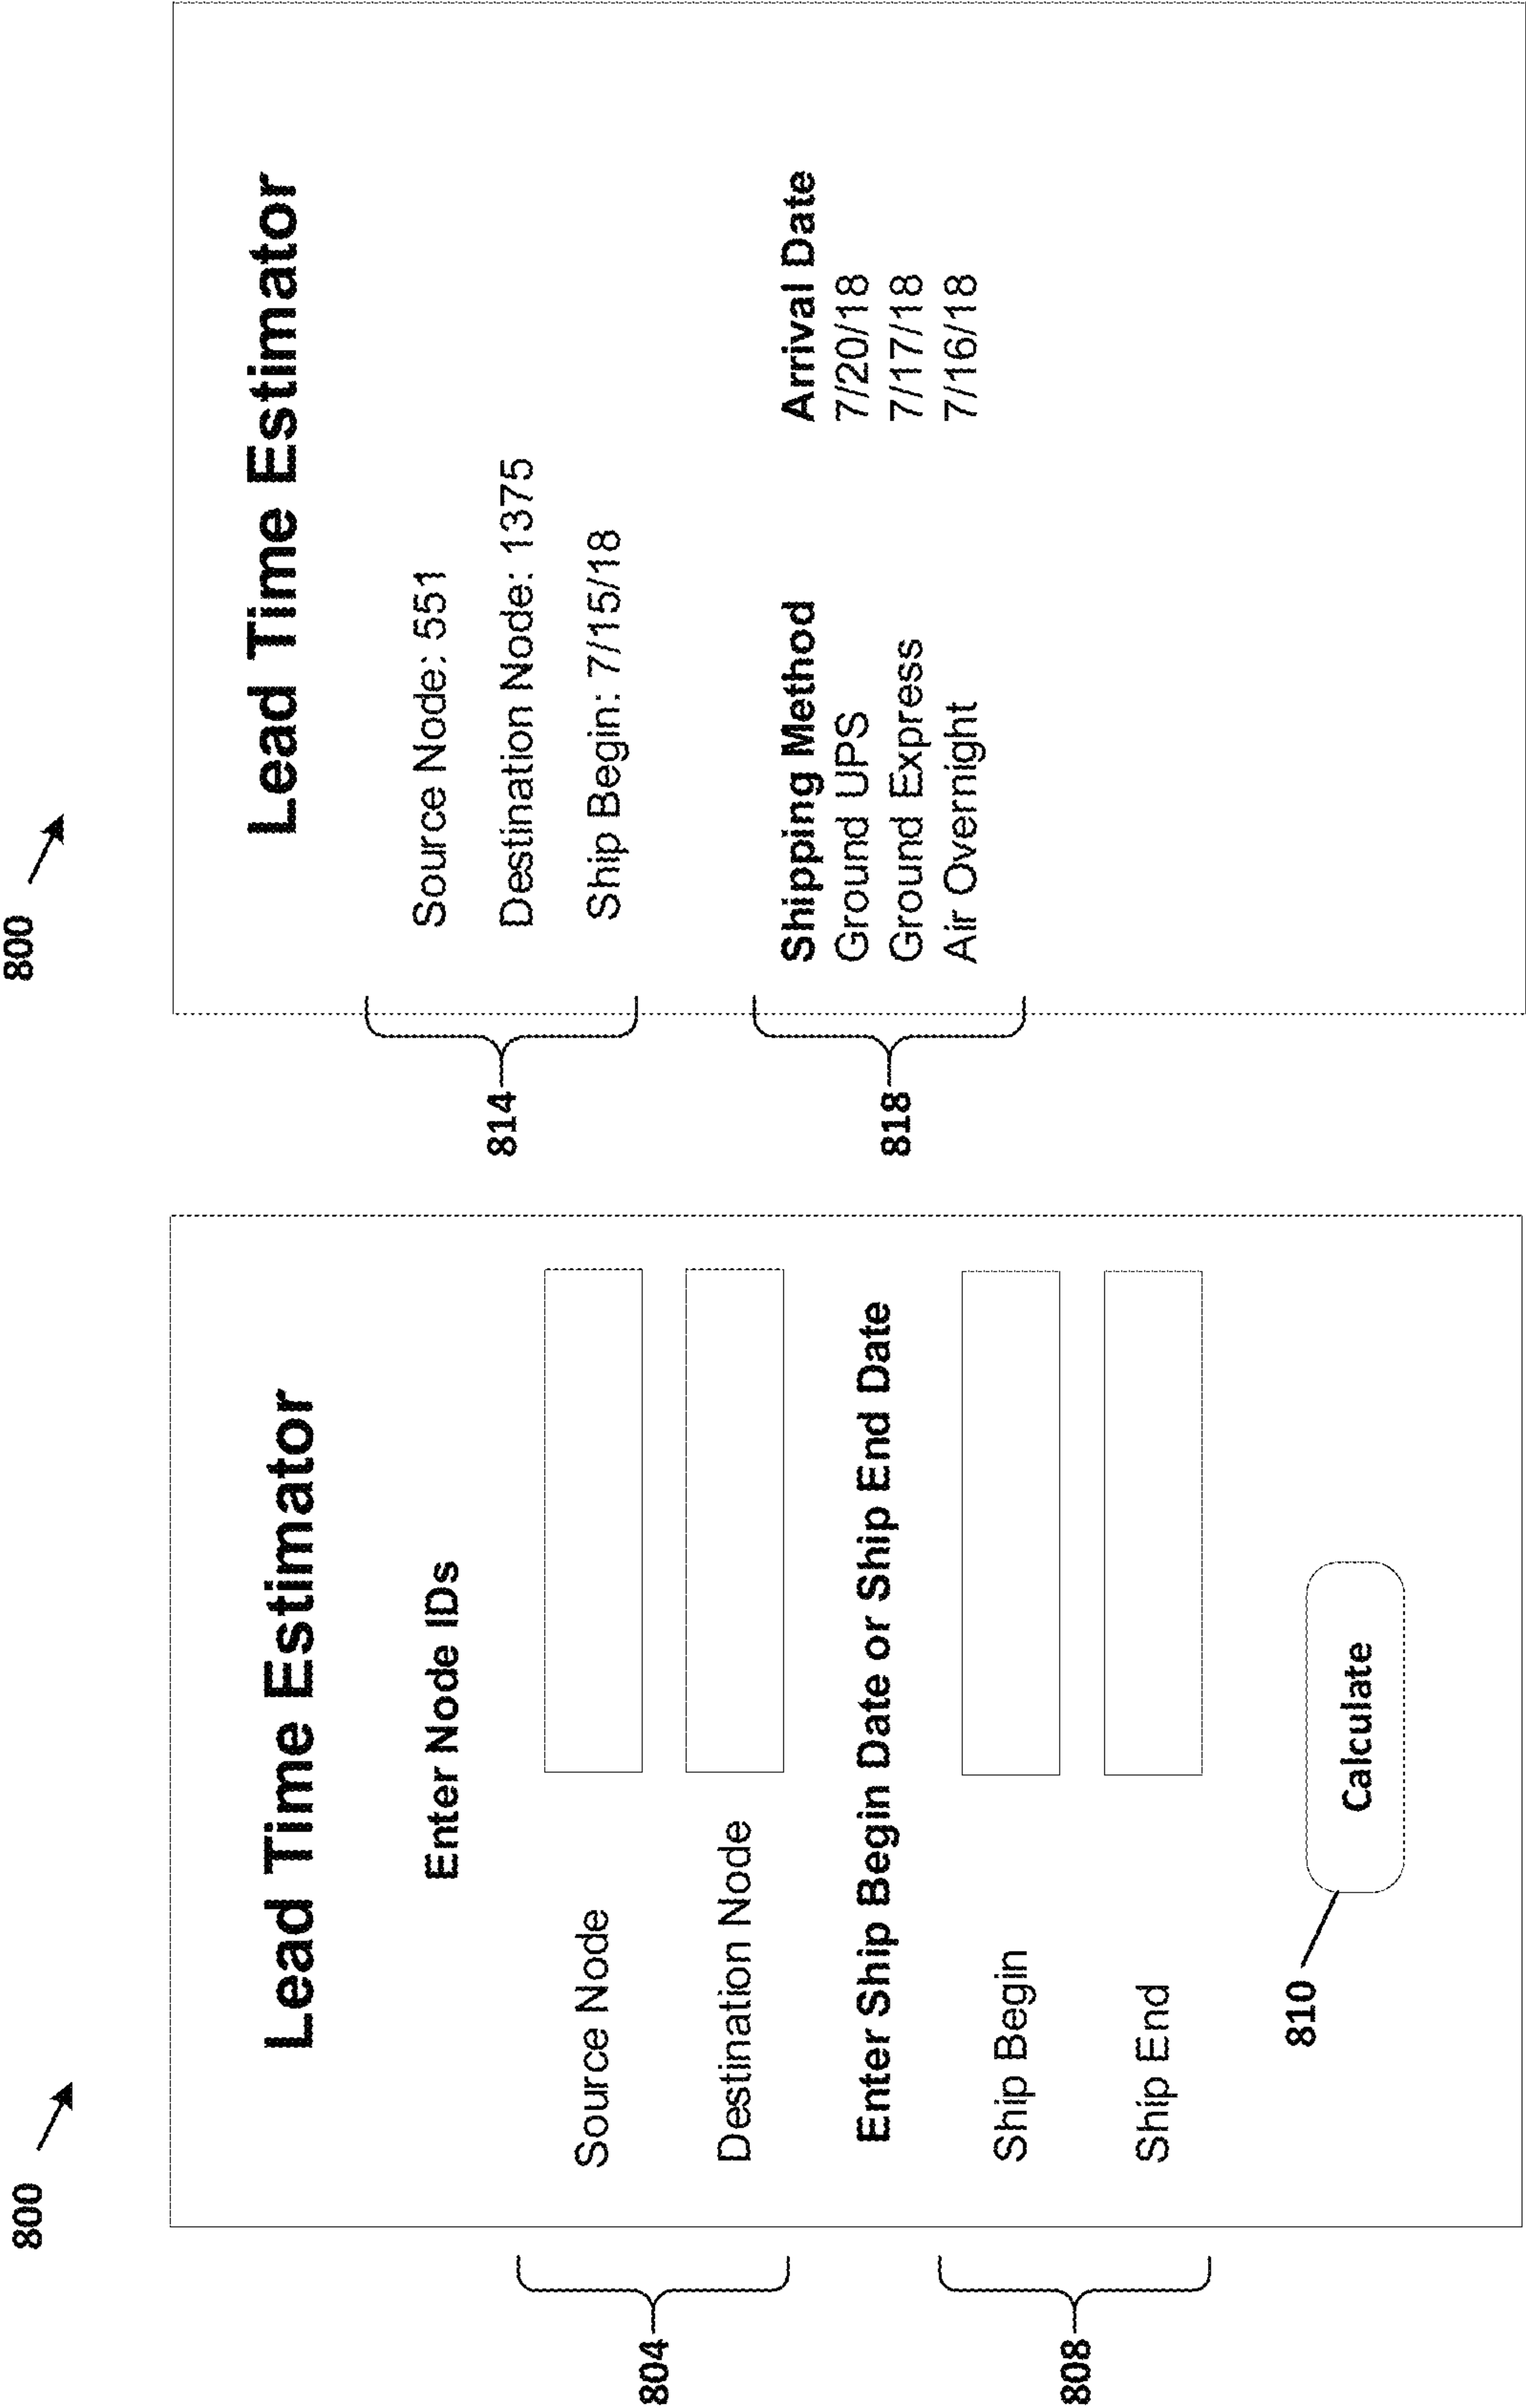 800
Lead Time Estimator
Enter Node IDs
Source Node
Destination Node
804
Enter Ship Begin Date or Ship End Date
Ship Begin
Ship End
808
810
Calculate
800
Lead Time Estimator
Source Node: 551
Destination Node: 1375
Ship Begin: 7/15/18
814
Shipping Method Arrival Date
Ground UPS 7/20/18
Ground Express 7/17/18
Air Overnight 7/16/18
818